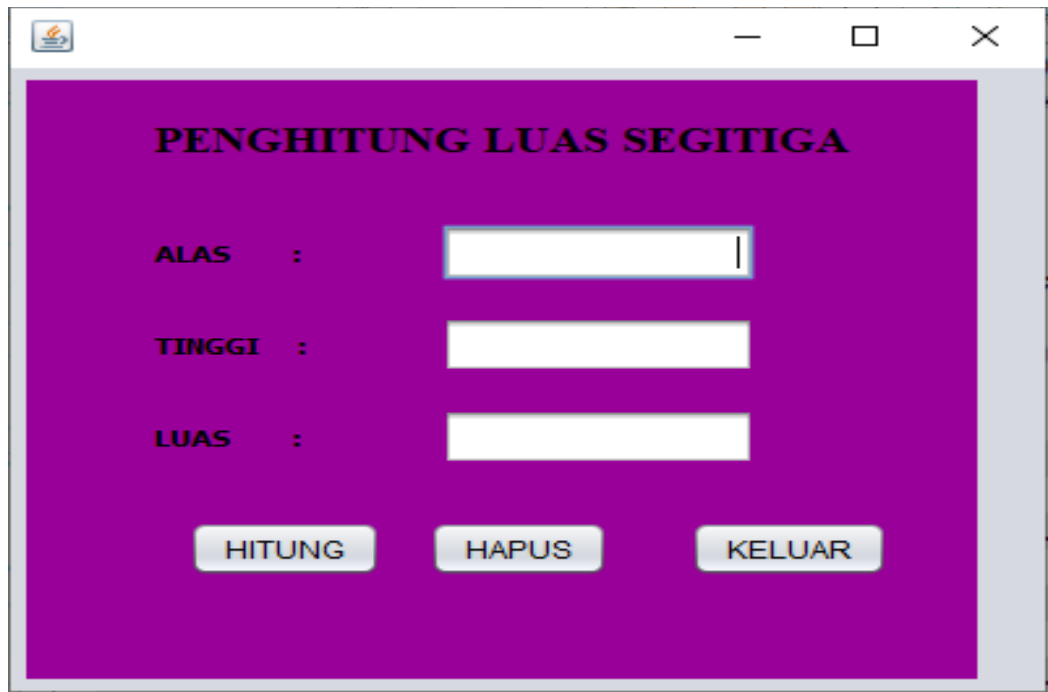 PENGHITUNG LUAS SEGITIGA
ALAS :
TINGGI :
LUAS :
HITUNG HAPUS KELUAR